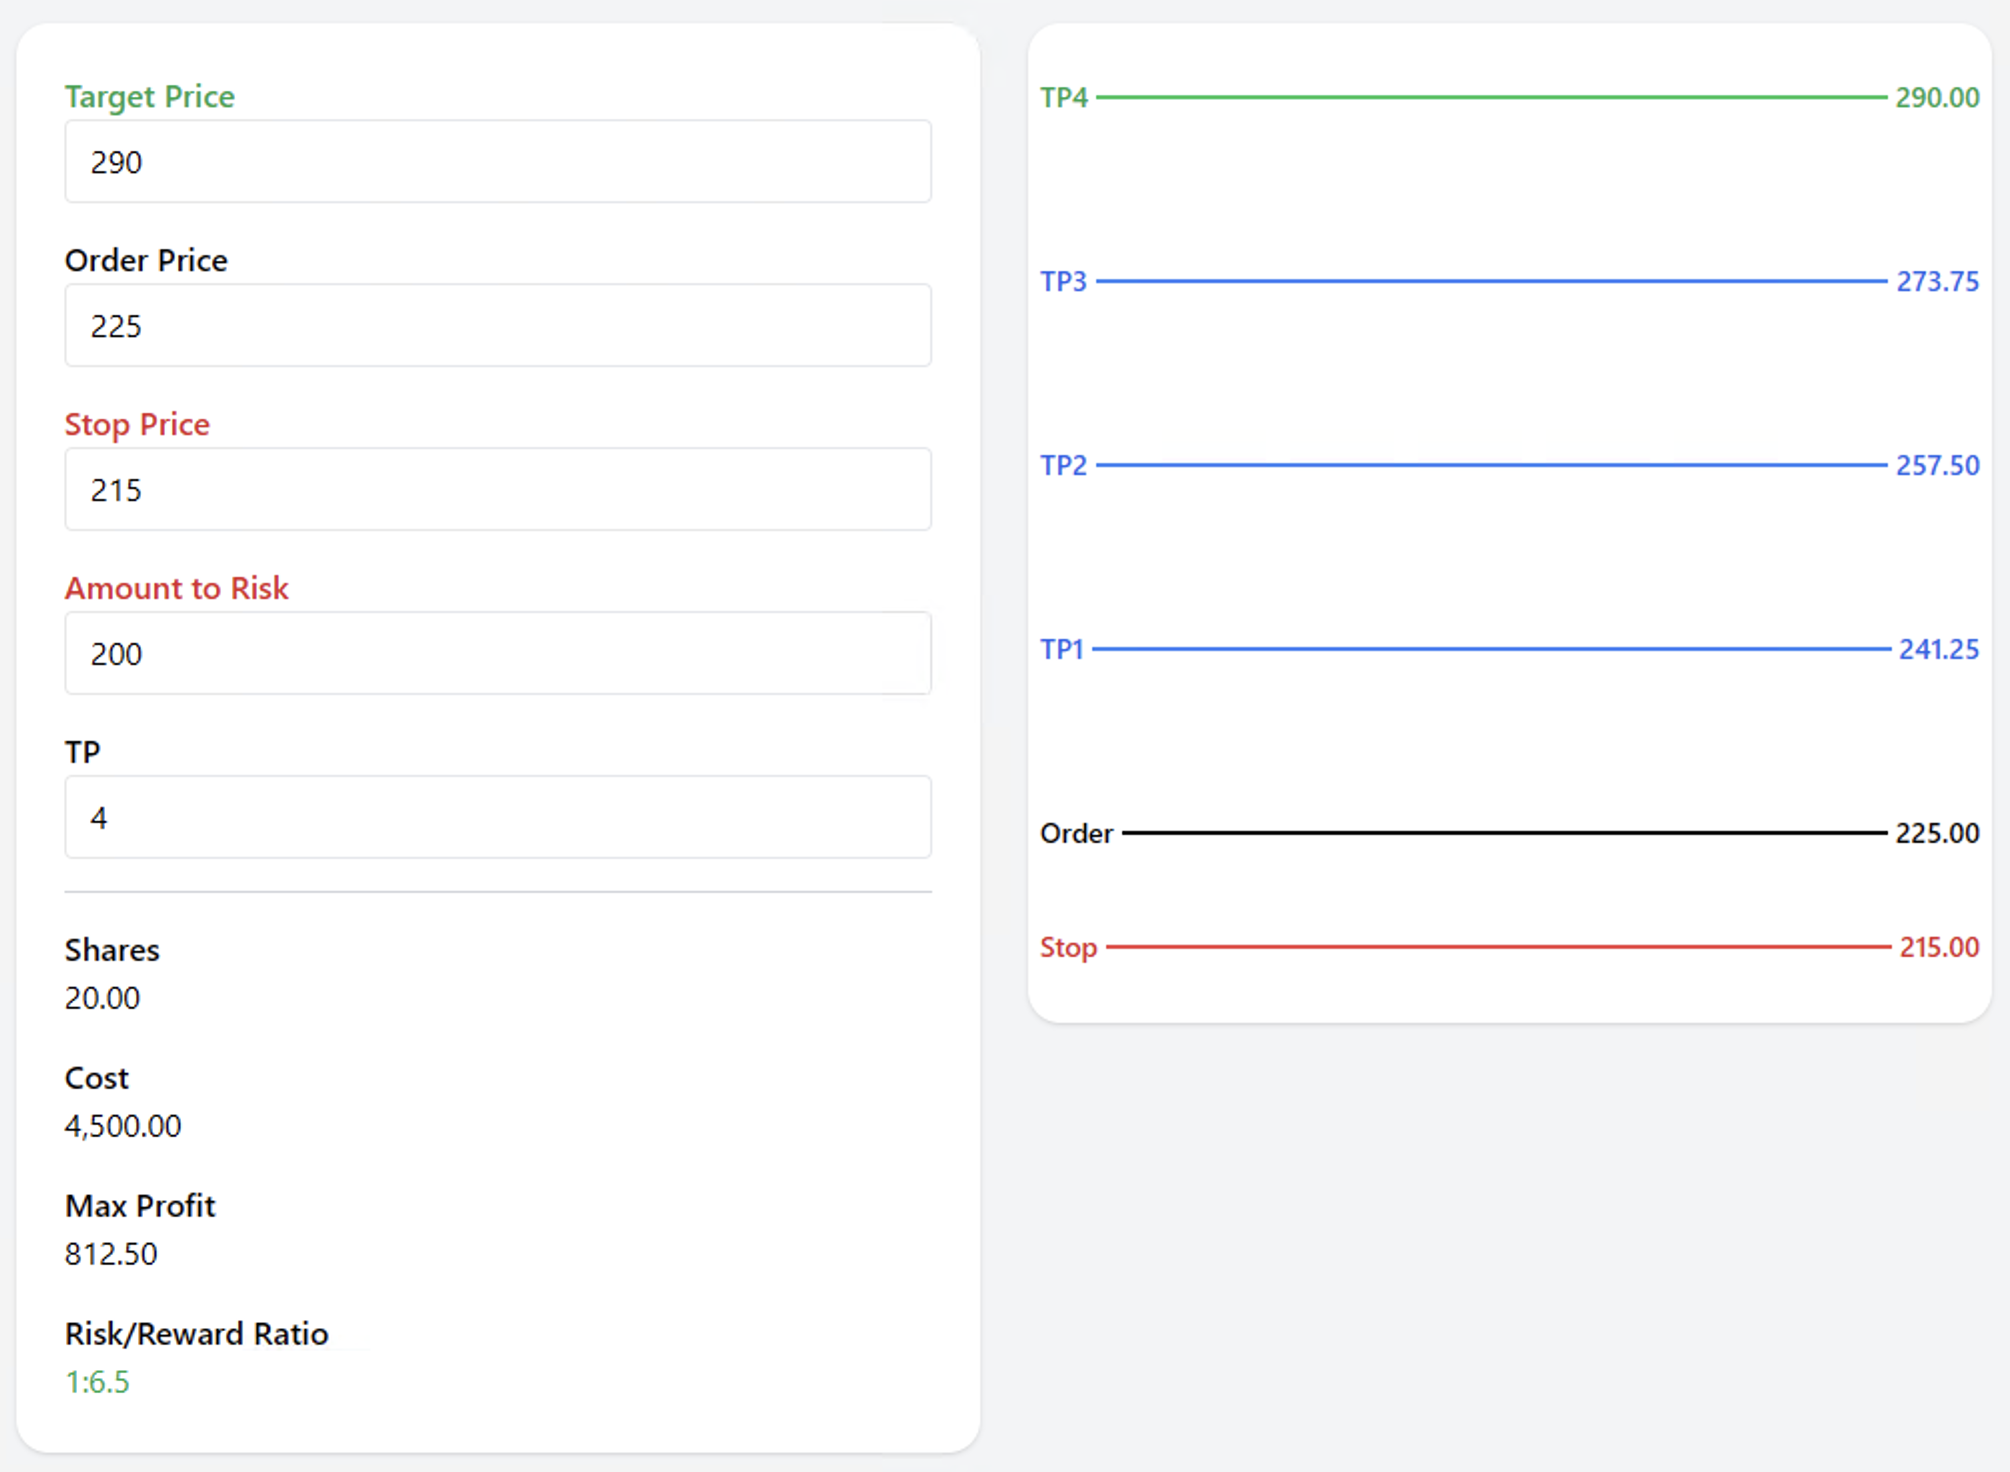 Target Price
290
Order Price
225
Stop Price
215
Amount to Risk
200
TP
4
Shares
20.00
Cost
4,500.00
Max Profit
812.50
Risk/Reward Ratio
1:6.5
TP4 290.00
TP3 273.75
TP2 257.50
TP1 241.25
Order 225.00
Stop 215.00